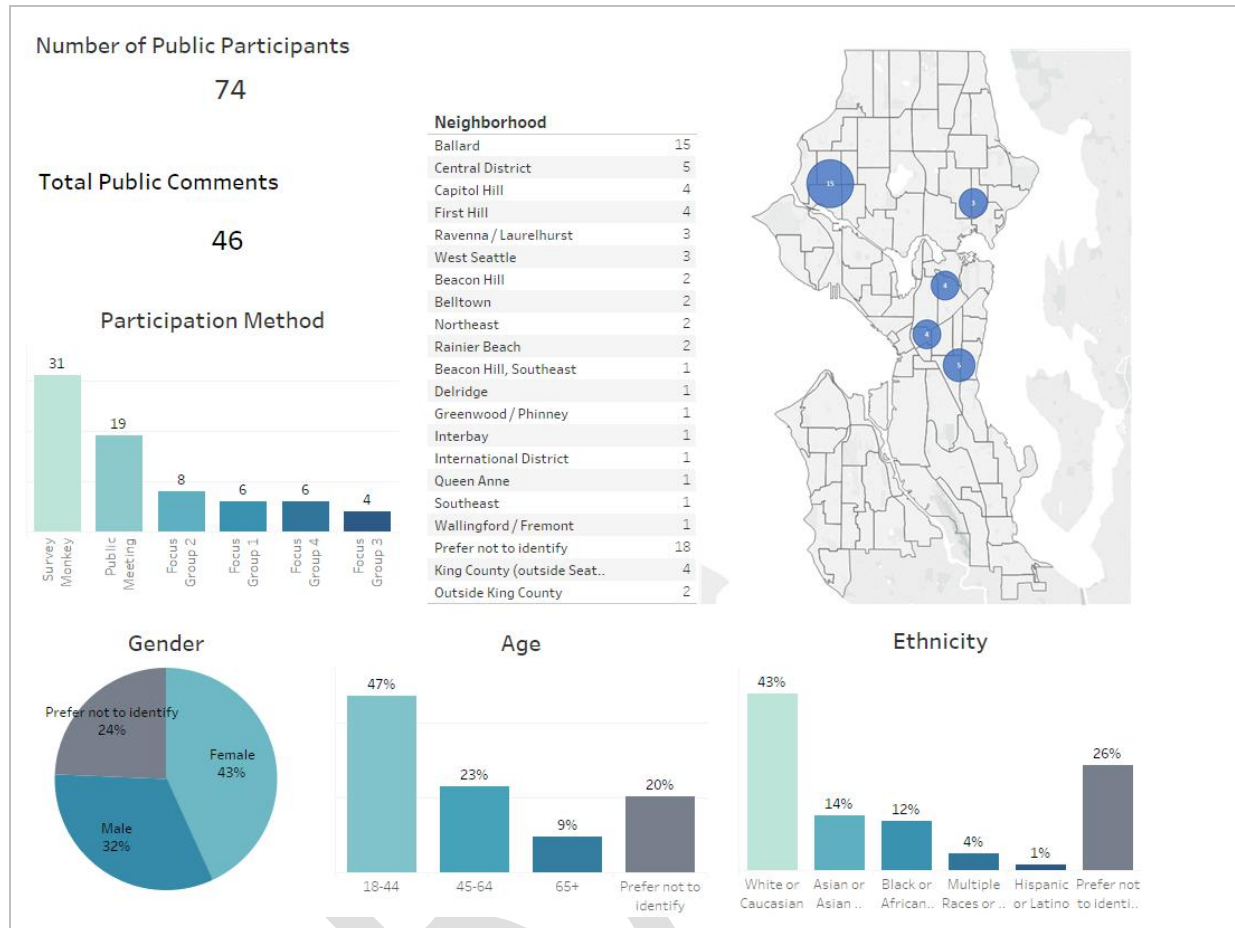 Number of Public Participants
74
Total Public Comments
46
Participation Method
31
19
8
6
6
4
Survey
Monkey
Public
Meeting
Focus
Group 2
Focus
Group 1
Focus
Group 4
Focus
Group 3
Neighborhood
Ballard 15
Central District 5
Capitol Hill 4
First Hill 4
Ravenna / Laurelhurst 3
West Seattle 3
Beacon Hill 2
Belltown 2
Northeast 2
Rainier Beach 2
Beacon Hill, Southeast 1
Delridge 1
Greenwood / Phinney 1
Interbay 1
International District 1
Queen Anne 1
Southeast 1
Wallingford / Fremont 1
Prefer not to identify 18
King County (outside Seat.. 4
Outside King County 2
15
3
4
4
5
Gender
Prefer not to identify
24%
Female
43%
Male
32%
Age
47%
23%
9%
20%
18-44
45-64
65+
Prefer not to
identify
Ethnicity
43%
14%
12%
4%
1%
26%
White or
Caucasian
Asian or
Asian ..
Black or
African..
Multiple
Races or ..
Hispanic
or Latino
Prefer not
to identi..